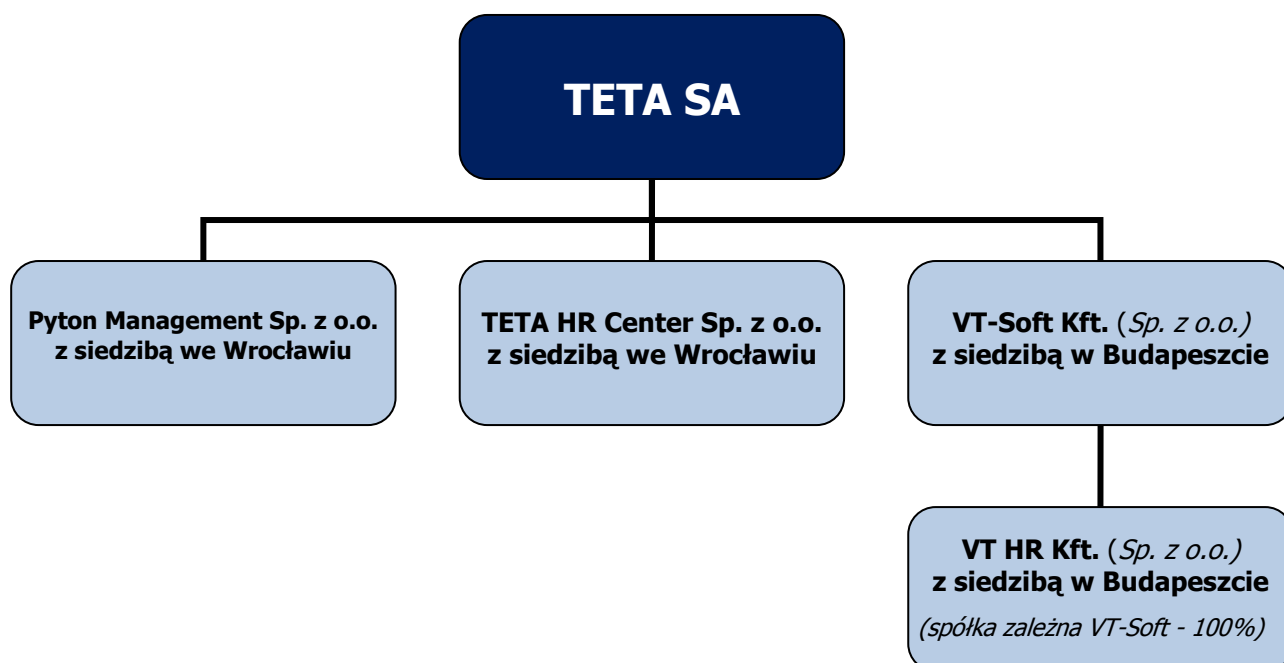 TETA SA
Pyton Management Sp. z o.o.
z siedzibą we Wrocławiu
TETA HR Center Sp. z o.o.
z siedzibą we Wrocławiu
VT-Soft Kft. (Sp. z o.o.)
z siedzibą w Budapeszcie
VT HR Kft. (Sp. z o.o.)
z siedzibą w Budapeszcie
(spółka zależna VT-Soft - 100%)